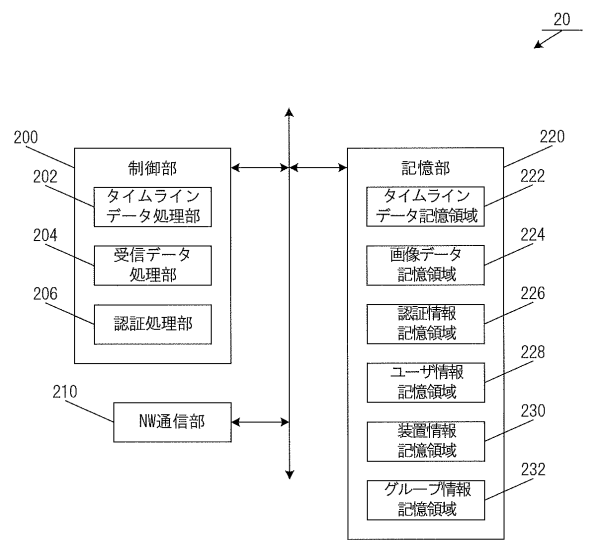 20
200
制御部
202
タイムライン
データ処理部
204
受信データ
処理部
206
認証処理部
210
NW通信部
220
記憶部
222
タイムライン
データ記憶領域
224
画像データ
記憶領域
226
認証情報
記憶領域
228
ユーザ情報
記憶領域
230
装置情報
記憶領域
232
グループ情報
記憶領域